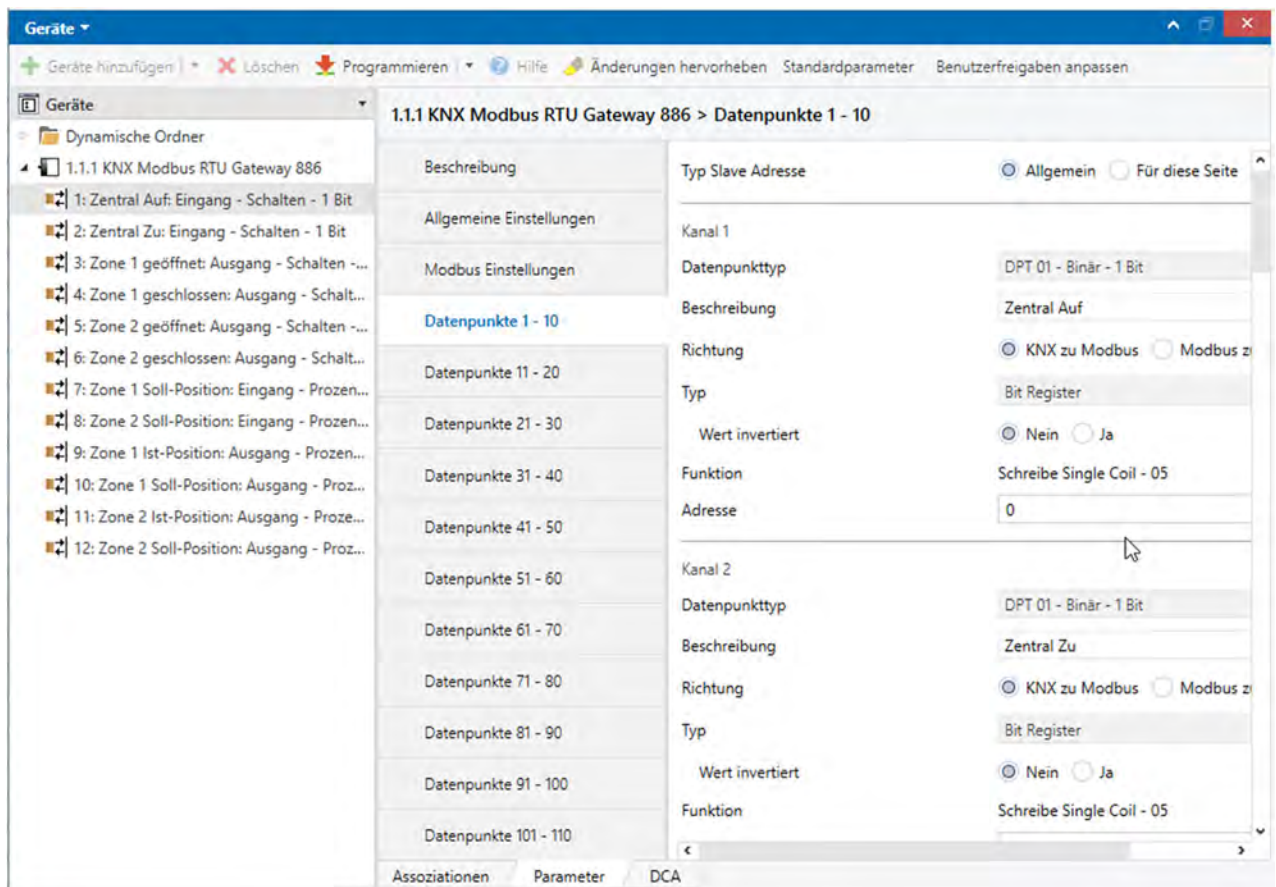 Geräte
Geräte hinzufügen Löschen Programmieren Hilfe Änderungen hervorheben Standardparameter Benutzerfreigaben anpassen
Geräte
Dynamische Ordner
1.1.1 KNX Modbus RTU Gateway 886
1: Zentral Auf: Eingang - Schalten - 1 Bit
2: Zentral Zu: Eingang - Schalten - 1 Bit
3: Zone 1 geöffnet: Ausgang - Schalten -...
4: Zone 1 geschlossen: Ausgang - Schalt...
5: Zone 2 geöffnet: Ausgang - Schalten -...
6: Zone 2 geschlossen: Ausgang - Schalt...
7: Zone 1 Soll-Position: Eingang - Prozen...
8: Zone 2 Soll-Position: Eingang - Prozen...
9: Zone 1 Ist-Position: Ausgang - Prozen...
10: Zone 1 Soll-Position: Ausgang - Proz...
11: Zone 2 Ist-Position: Ausgang - Proze...
12: Zone 2 Soll-Position: Ausgang - Proz...
1.1.1 KNX Modbus RTU Gateway 886 > Datenpunkte 1 - 10
Beschreibung
Allgemeine Einstellungen
Modbus Einstellungen
Datenpunkte 1 - 10
Datenpunkte 11 - 20
Datenpunkte 21 - 30
Datenpunkte 31 - 40
Datenpunkte 41 - 50
Datenpunkte 51 - 60
Datenpunkte 61 - 70
Datenpunkte 71 - 80
Datenpunkte 81 - 90
Datenpunkte 91 - 100
Datenpunkte 101 - 110
Typ Slave Adresse Allgemein Für diese Seite
Kanal 1
Datenpunkttyp DPT 01 - Binär - 1 Bit
Beschreibung Zentral Auf
Richtung KNX zu Modbus Modbus z
Typ Bit Register
Wert invertiert Nein Ja
Funktion Schreibe Single Coil - 05
Adresse 0
Kanal 2
Datenpunkttyp DPT 01 - Binär - 1 Bit
Beschreibung Zentral Zu
Richtung KNX zu Modbus Modbus z
Typ Bit Register
Wert invertiert Nein Ja
Funktion Schreibe Single Coil - 05
Assoziationen Parameter DCA